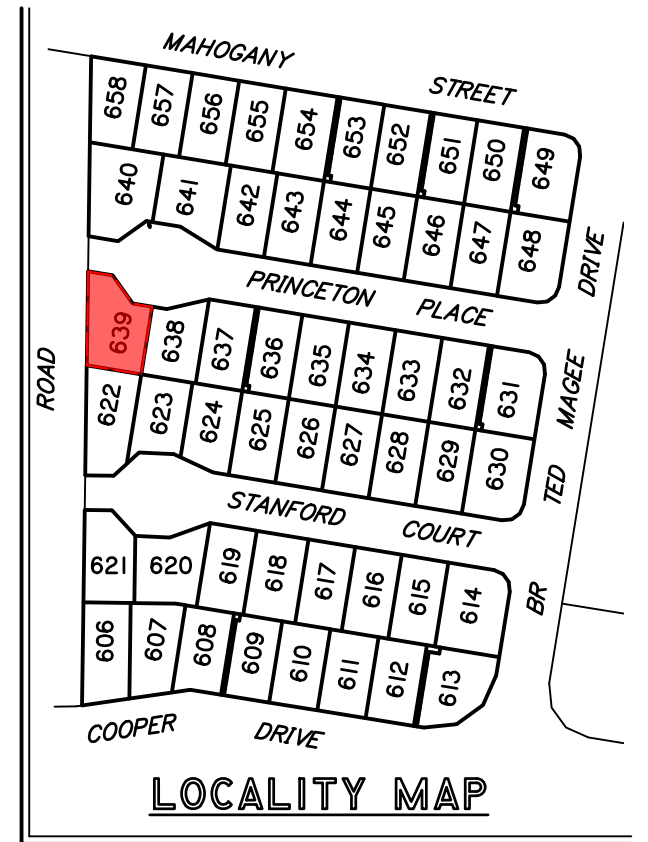 MAHOGANY STREET
658 657 656 655 654 653 652 651 650 649
640 641 642 643 644 645 646 647 648
PRINCETON PLACE
DRIVE
639 638 637 636 635 634 633 632 631
ROAD
MAGEE
622 623 624 625 626 627 628 629 630
TED
STANFORD COURT
621 620 619 618 617 616 615 614
BR
606 607 608 609 610 611 612 613
COOPER DRIVE
LOCALITY MAP